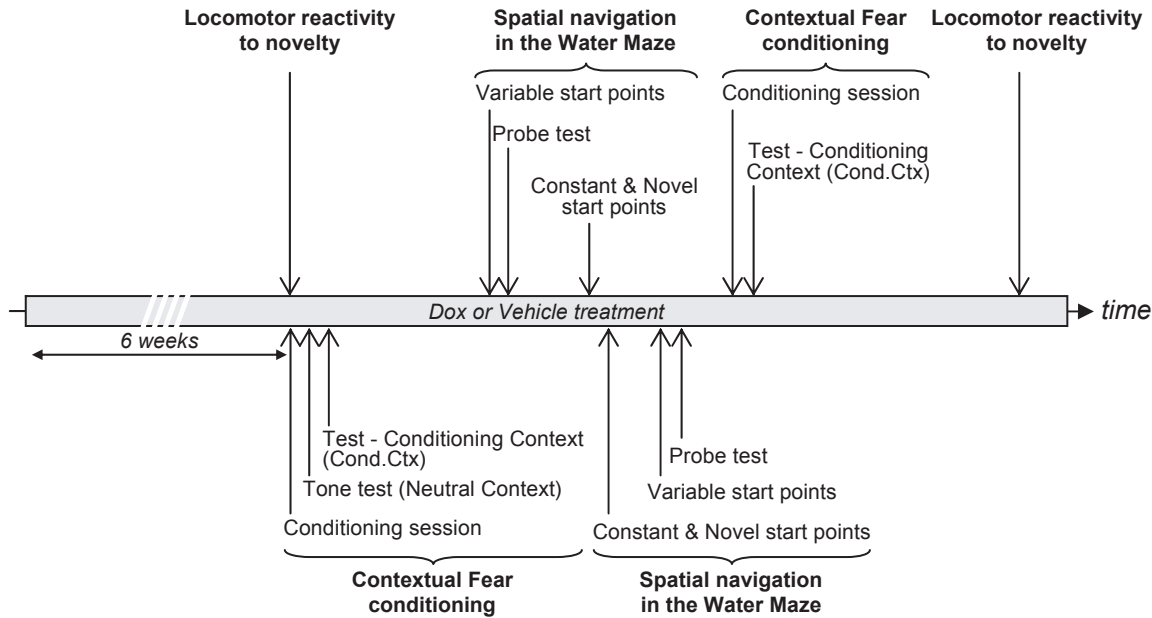 Locomotor reactivity
to novelty
Spatial navigation
in the Water Maze
Contextual Fear
conditioning
Locomotor reactivity
to novelty
Variable start points
Conditioning session
Probe test
Test - Conditioning
Context (Cond.Ctx)
Constant & Novel
start points
Dox or Vehicle treatment
time
6 weeks
Test - Conditioning Context
(Cond.Ctx)
Tone test (Neutral Context)
Conditioning session
Probe test
Variable start points
Constant & Novel start points
Contextual Fear
conditioning
Spatial navigation
in the Water Maze